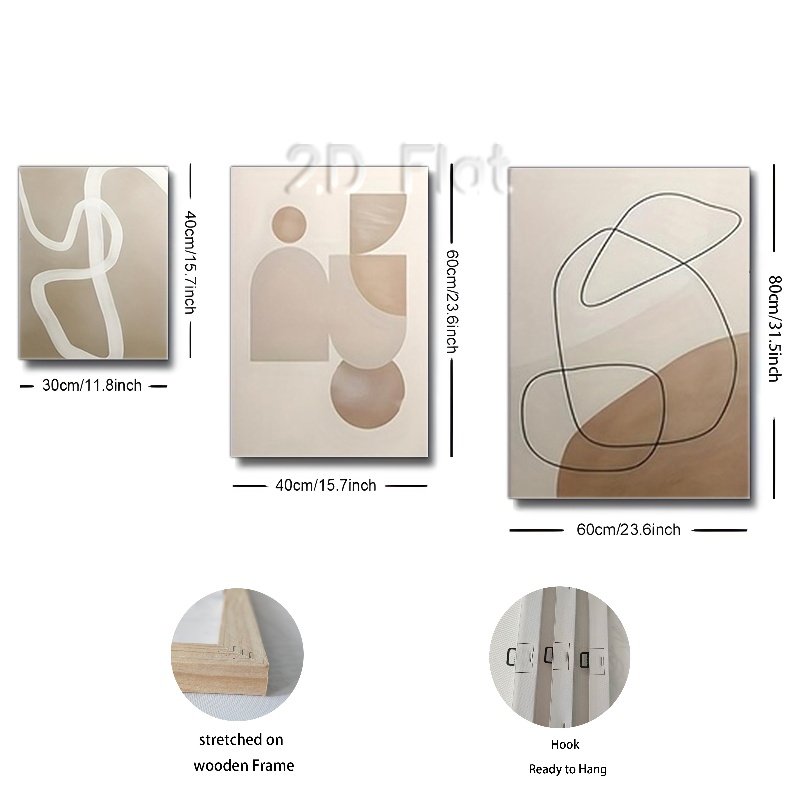 2D Flat
40cm/15.7inch
30cm/11.8inch
60cm/23.6inch
40cm/15.7inch
80cm/31.5inch
60cm/23.6inch
stretched on
wooden Frame
Hook
Ready to Hang